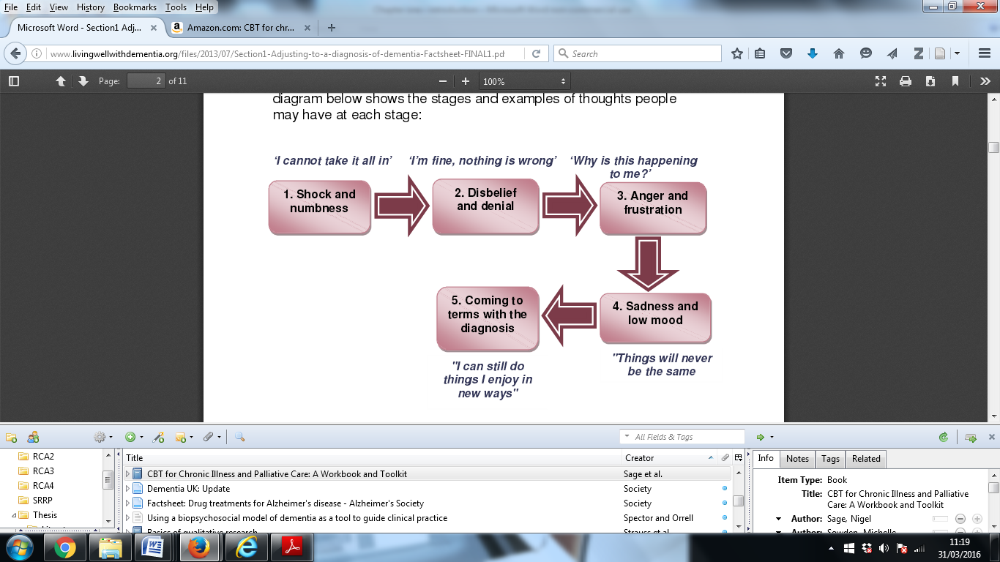 File Edit View History Bookmarks Tools Help
Microsoft Word - Section1 Adj...
Amazon.com: CBT for chr...
www.livingwellwithdementia.org/files/2013/07/Section1-Adjusting-to-a-diagnosis-of-dementia-Factsheet-FINAL1.pd
Search
Page: 2 of 11
100%
diagram below shows the stages and examples of thoughts people
may have at each stage:
‘I cannot take it all in’
‘I’m fine, nothing is wrong’
‘Why is this happening
to me?’
1. Shock and
numbness
2. Disbelief
and denial
3. Anger and
frustration
4. Sadness and
low mood
"Things will never
be the same
5. Coming to
terms with the
diagnosis
"I can still do
things I enjoy in
new ways"
All Fields & Tags
RCA2
RCA3
RCA4
SRRP
Thesis
Title Creator
CBT for Chronic Illness and Palliative Care: A Workbook and Toolkit Sage et al.
Dementia UK: Update Society
Factsheet: Drug treatments for Alzheimer's disease - Alzheimer's Society Society
Using a biopsychosocial model of dementia as a tool to guide clinical practice Spector and Orrell
Basics of qualitative research Strauss et al.
Info Notes Tags Related
Item Type: Book
Title: CBT for Chronic Illness and Palliative
Care: A Workbook and Toolkit
Author: Sage, Nigel
Author: Sowden, Michelle
11:19
31/03/2016